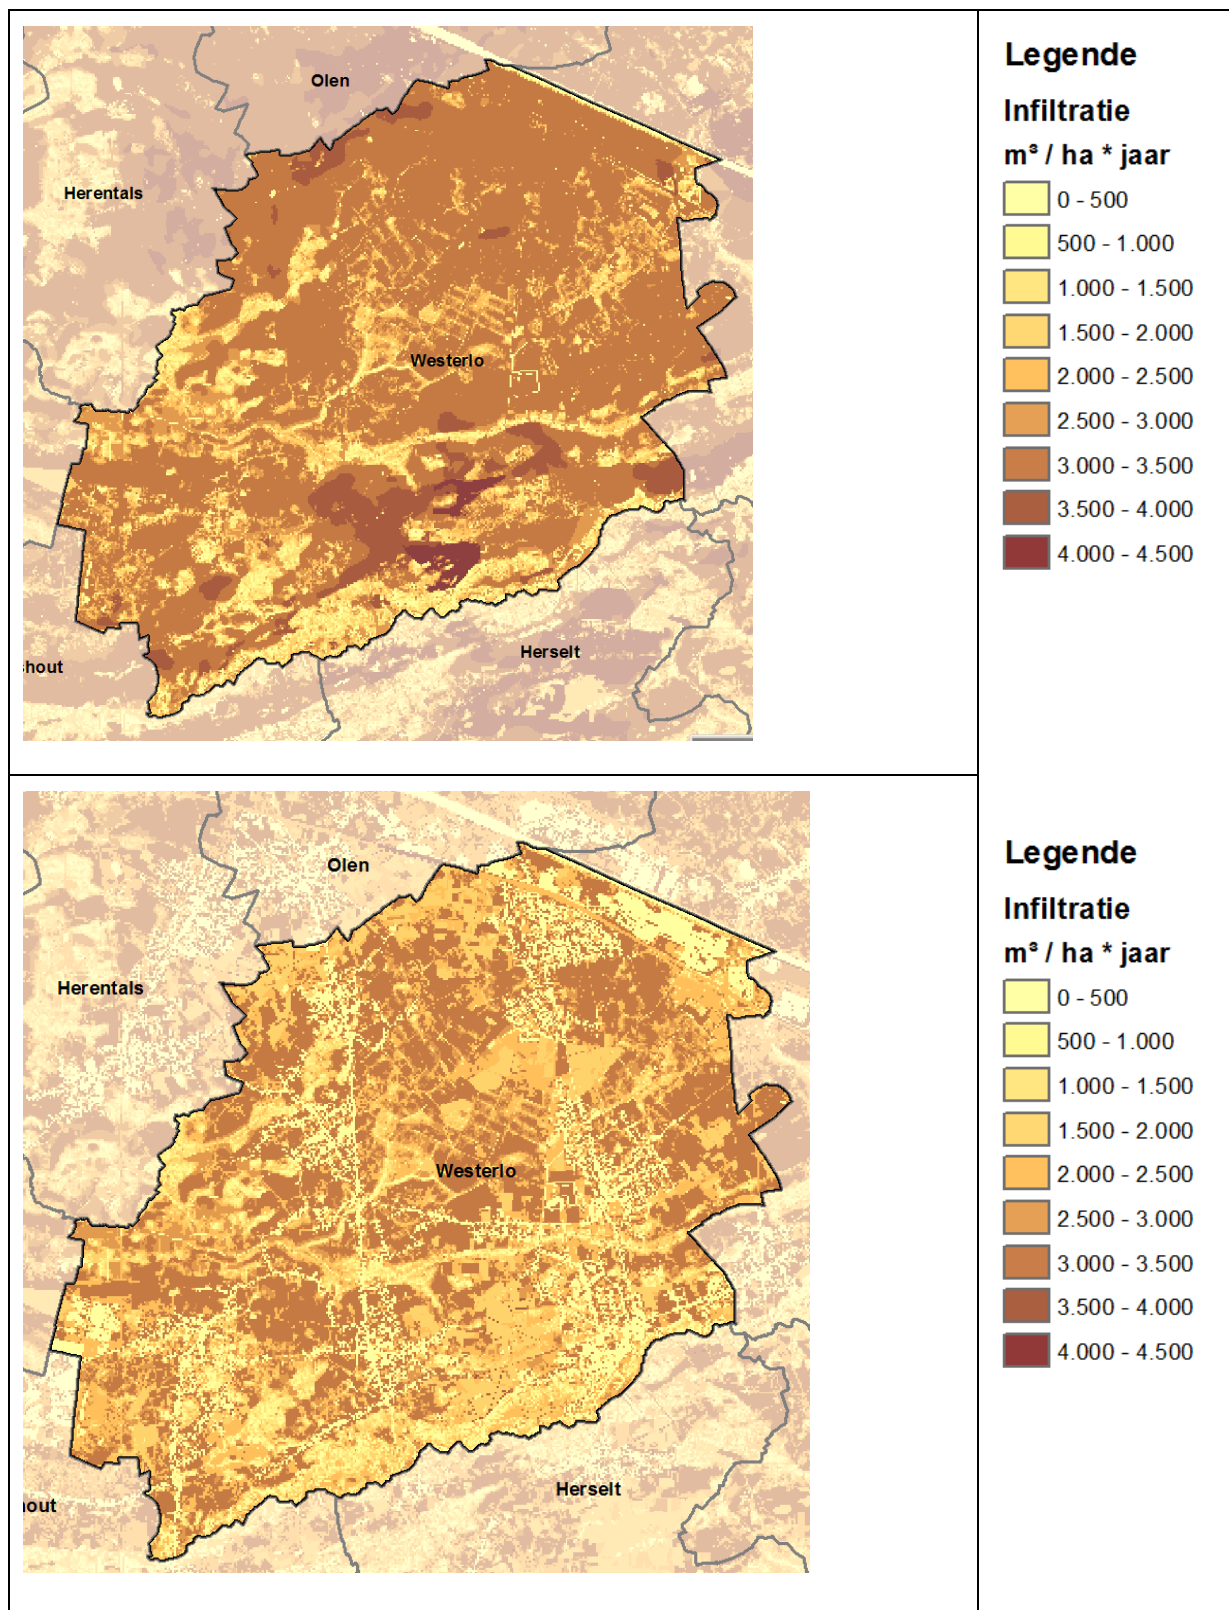 Olen
Herentals
Westerlo
Herselt
shout
Legende
Infiltratie
m³ / ha * jaar
0 - 500
500 - 1.000
1.000 - 1.500
1.500 - 2.000
2.000 - 2.500
2.500 - 3.000
3.000 - 3.500
3.500 - 4.000
4.000 - 4.500
Olen
Herentals
Westerlo
Herselt
hout
Legende
Infiltratie
m³ / ha * jaar
0 - 500
500 - 1.000
1.000 - 1.500
1.500 - 2.000
2.000 - 2.500
2.500 - 3.000
3.000 - 3.500
3.500 - 4.000
4.000 - 4.500